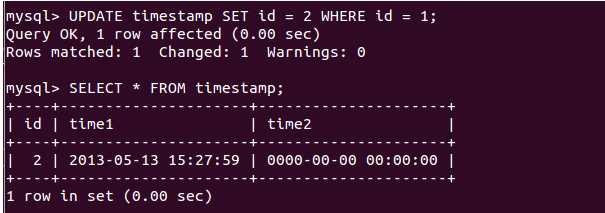 mysql> UPDATE timestamp SET id = 2 WHERE id = 1;
Query OK, 1 row affected (0.00 sec)
Rows matched: 1  Changed: 1  Warnings: 0

mysql> SELECT * FROM timestamp;
+----+---------------------+---------------------+
| id | time1               | time2               |
+----+---------------------+---------------------+
|  2 | 2013-05-13 15:27:59 | 0000-00-00 00:00:00 |
+----+---------------------+---------------------+
1 row in set (0.00 sec)